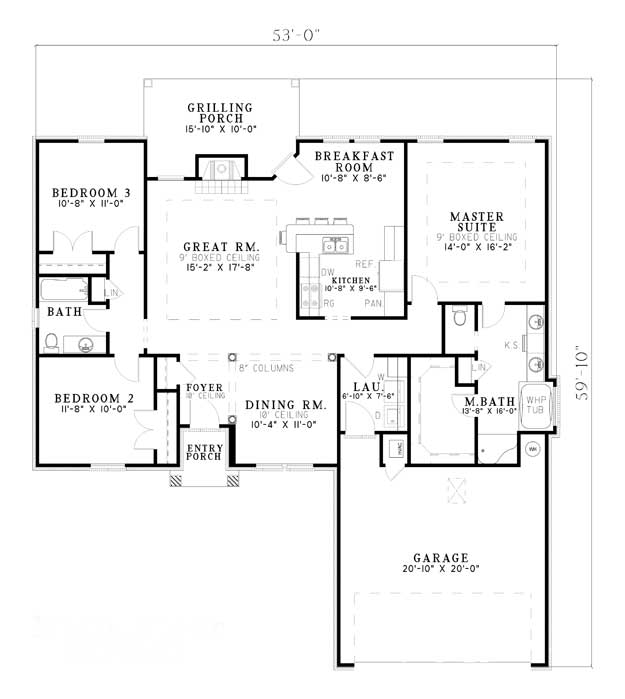 53'-0"
GRILLING
PORCH
15'-10" X 10'-0"
BREAKFAST
ROOM
10'-8" X 8'-6"
BEDROOM 3
10'-8" X 11'-0"
MASTER
SUITE
9' BOXED CEILING
14'-0" X 16'-2"
GREAT RM.
9' BOXED CEILING
15'-2" X 17'-8"
REF.
DW
KITCHEN
10'-8" X 9'-6"
RG
PAN
LIN
BATH
K.S.
59'-10"
8" COLUMNS
LIN
FOYER
10' CEILING
LAU.
6'-10" X 7'-6"
W
D
BEDROOM 2
11'-8" X 10'-0"
DINING RM.
10' CEILING
10'-4" X 11'-0"
M.BATH
13'-8" X 16'-0"
WHP
TUB
ENTRY
PORCH
HVAC
WH
GARAGE
20'-10" X 20'-0"